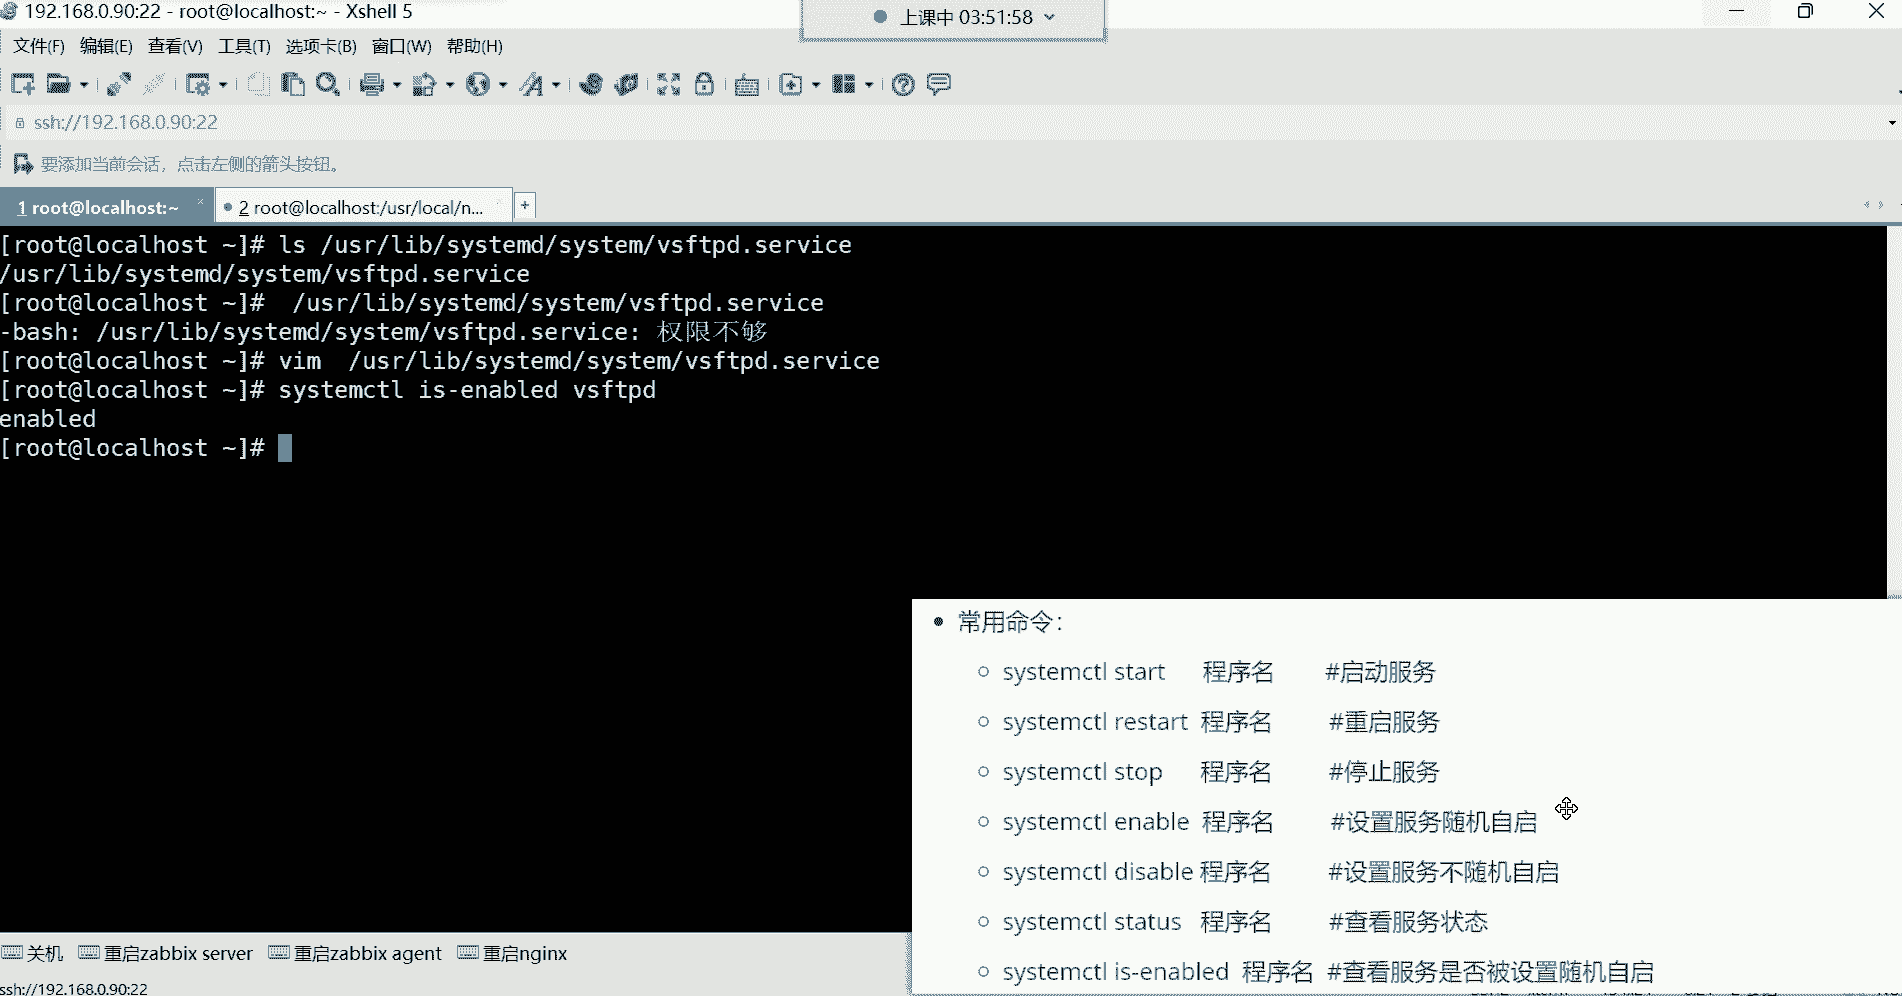 192.168.0.90:22 - root@localhost:~ - Xshell 5
上课中 03:51:58
文件(F) 编辑(E) 查看(V) 工具(T) 选项卡(B) 窗口(W) 帮助(H)
ssh://192.168.0.90:22
要添加当前会话，点击左侧的箭头按钮。
1 root@localhost:~ 2 root@localhost:/usr/local/n...
[root@localhost ~]# ls /usr/lib/systemd/system/vsftpd.service
/usr/lib/systemd/system/vsftpd.service
[root@localhost ~]#  /usr/lib/systemd/system/vsftpd.service
-bash: /usr/lib/systemd/system/vsftpd.service: 权限不够
[root@localhost ~]# vim  /usr/lib/systemd/system/vsftpd.service
[root@localhost ~]# systemctl is-enabled vsftpd
enabled
[root@localhost ~]#
常用命令：
systemctl start 程序名 #启动服务
systemctl restart 程序名 #重启服务
systemctl stop 程序名 #停止服务
systemctl enable 程序名 #设置服务随机自启
systemctl disable 程序名 #设置服务不随机自启
systemctl status 程序名 #查看服务状态
systemctl is-enabled 程序名 #查看服务是否被设置随机自启
关机 重启zabbix server 重启zabbix agent 重启nginx
ssh://192.168.0.90:22